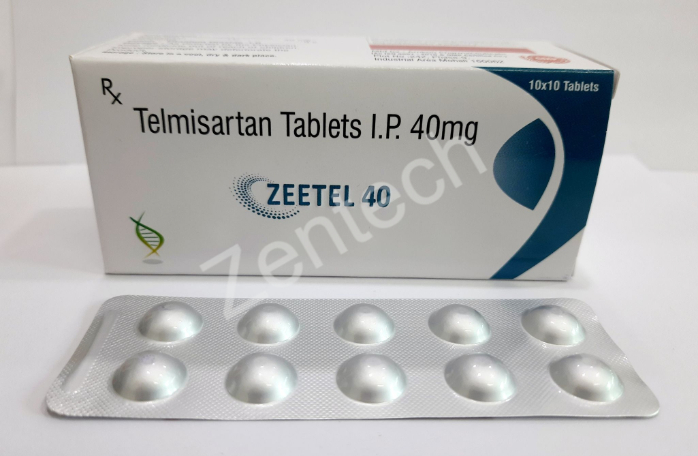 10x10 Tablets
Rx
Telmisartan Tablets I.P. 40mg
ZEETEL 40
Zentech